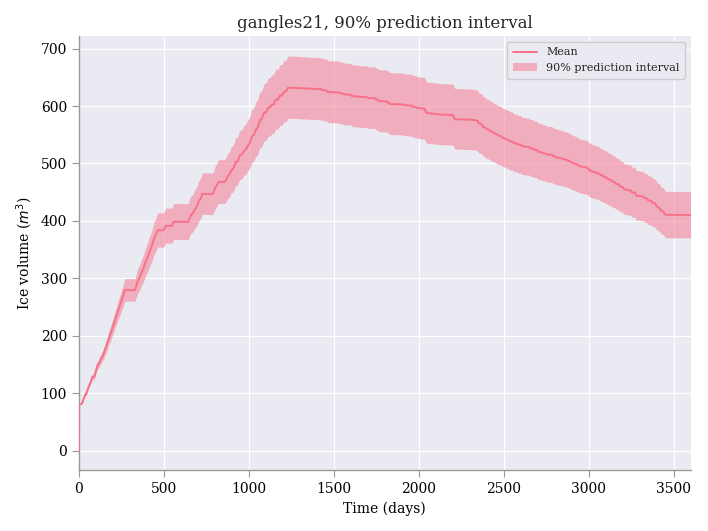 gangles21, 90% prediction interval
Mean
90% prediction interval
700
600
500
400
300
200
100
0
Ice volume (m³)
0 500 1000 1500 2000 2500 3000 3500
Time (days)